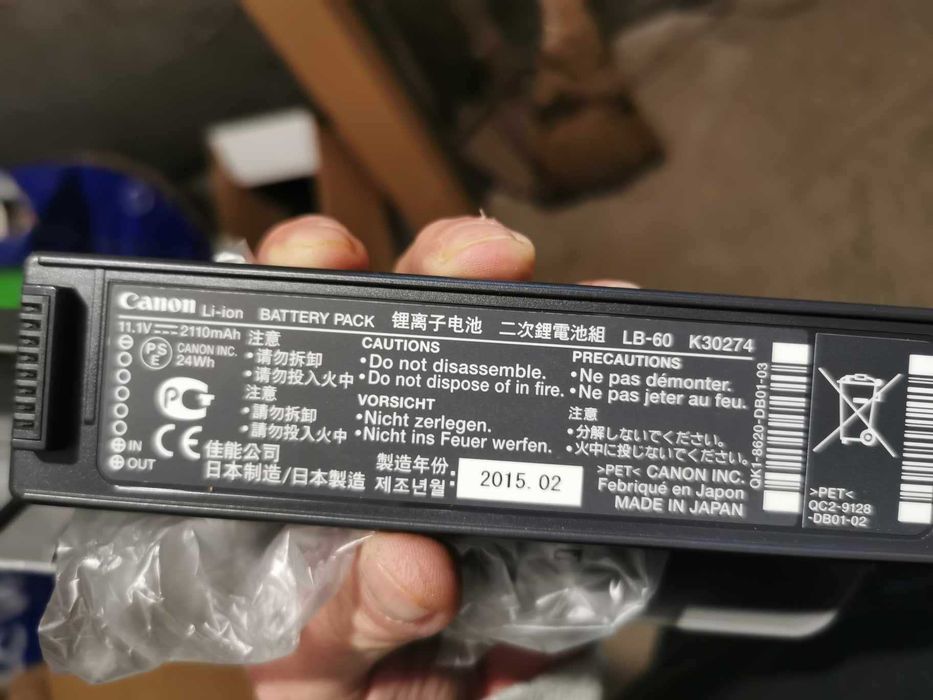 Canon Li-ion BATTERY PACK 锂离子电池 二次鋰電池組 LB-60 K30274
11.1V 2110mAh
PS E
CANON INC.
24Wh
PG
CE
IN
OUT
注意
•请勿拆卸
•请勿投入火中
注意
•請勿拆卸
•請勿投入火中
佳能公司
日本制造/日本製造
CAUTIONS
•Do not disassemble.
•Do not dispose of in fire.
VORSICHT
•Nicht zerlegen.
•Nicht ins Feuer werfen.
製造年份
제조년월
2015. 02
PRECAUTIONS
•Ne pas démonter.
•Ne pas jeter au feu.
注意
•分解しないでください。
•火中に投じないでください。
>PET< CANON INC.
Fabriqué en Japon
MADE IN JAPAN
QK1-8620-DB01-03
>PET<
QC2-9128
-DB01-02